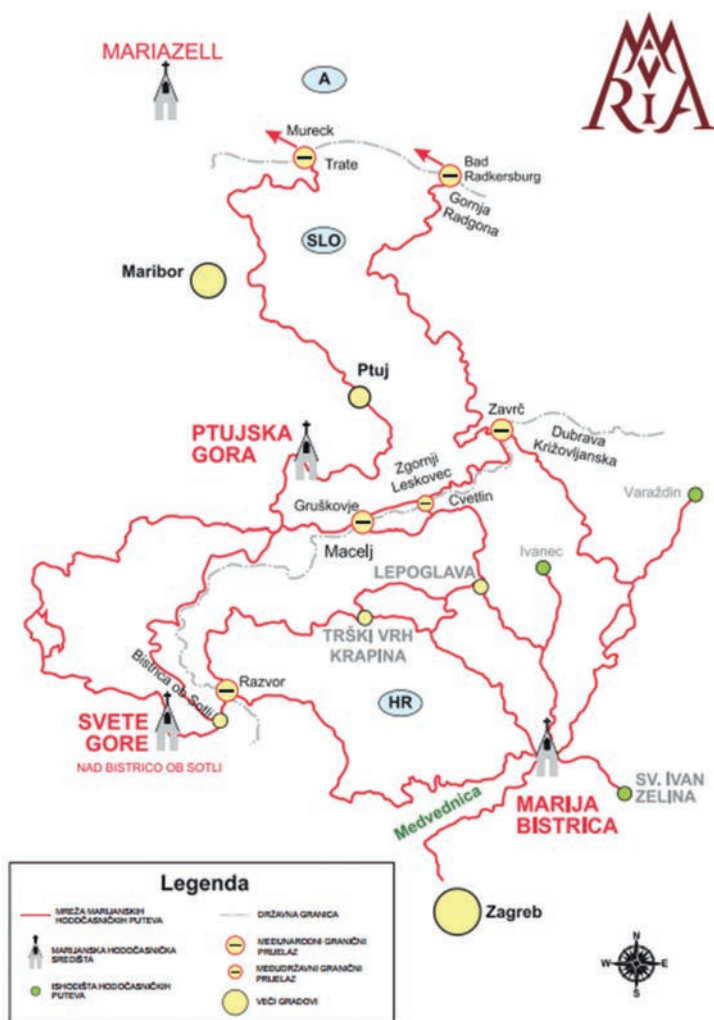 MARIAZELL
A
MARIA
Mureck
Trate
Bad
Radkersburg
Gornja
Radgona
SLO
Maribor
Ptuj
Zavrč
PTUJSKA
GORA
Zgornji
Leskovec
Dubrava
Križovljanska
Varaždin
Gruškovje
Cvetlin
Macelj
Ivanec
LEPOGLAVA
TRŠKI VRH
KRAPINA
Bistrica ob Sotli
Razvor
HR
SVETE
GORE
NAD BISTRICO OB SOTLI
MARIJA
BISTRICA
SV. IVAN
ZELINA
Medvednica
Zagreb
Legenda
MREŽA MARIJANSKIH
HODOČASNIČKIH PUTEVA
DRŽAVNA GRANICA
MARIJANSKA HODOČASNIČKA
SREDIŠTA
MEĐUNARODNI GRANIČNI
PRIJELAZ
MEĐUDRŽAVNI GRANIČNI
PRIJELAZ
ISHODIŠTA HODOČASNIČKIH
PUTEVA
VEĆI GRADOVI
N
W
E
S